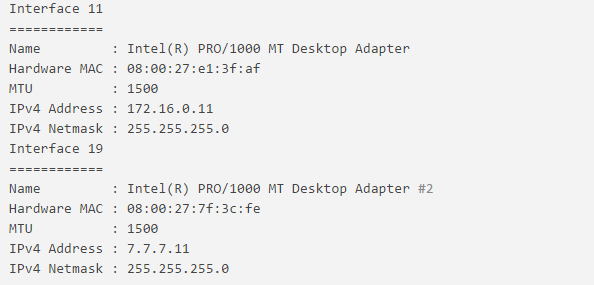 Interface 11
============
Name         : Intel(R) PRO/1000 MT Desktop Adapter
Hardware MAC : 08:00:27:e1:3f:af
MTU          : 1500
IPv4 Address : 172.16.0.11
IPv4 Netmask : 255.255.255.0
Interface 19
============
Name         : Intel(R) PRO/1000 MT Desktop Adapter #2
Hardware MAC : 08:00:27:7f:3c:fe
MTU          : 1500
IPv4 Address : 7.7.7.11
IPv4 Netmask : 255.255.255.0